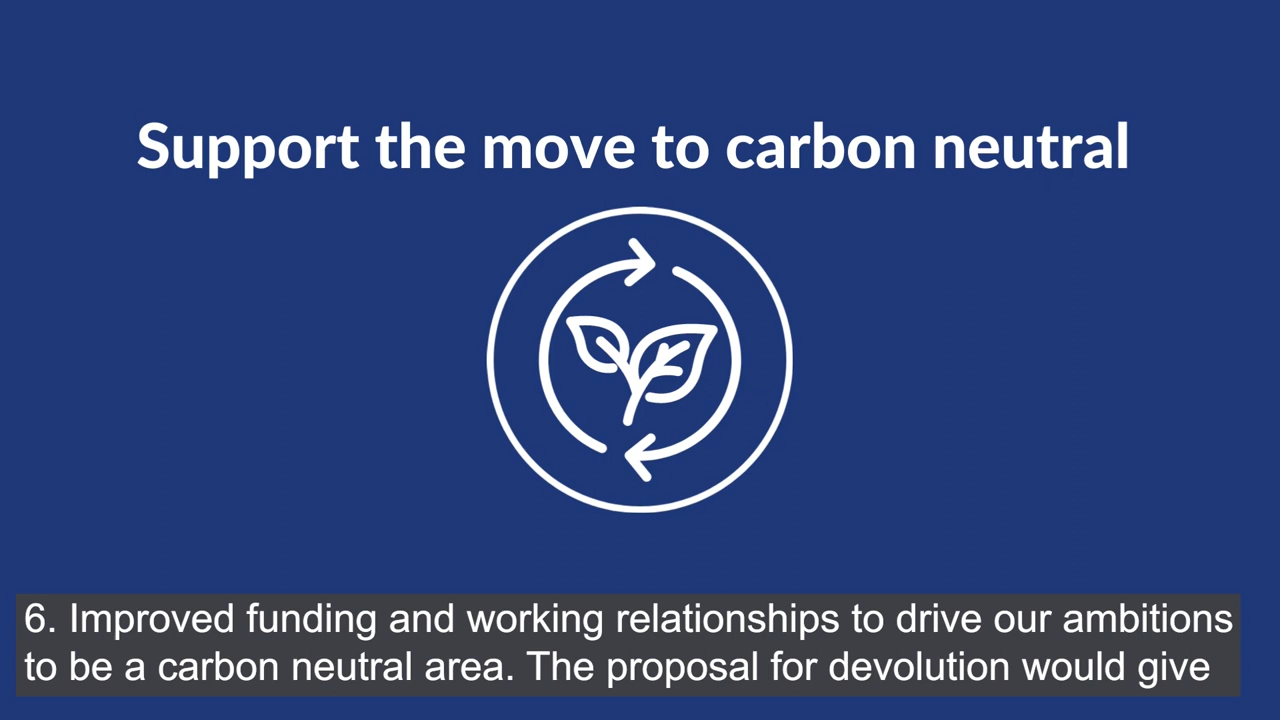 Support the move to carbon neutral
6. Improved funding and working relationships to drive our ambitions
to be a carbon neutral area. The proposal for devolution would give